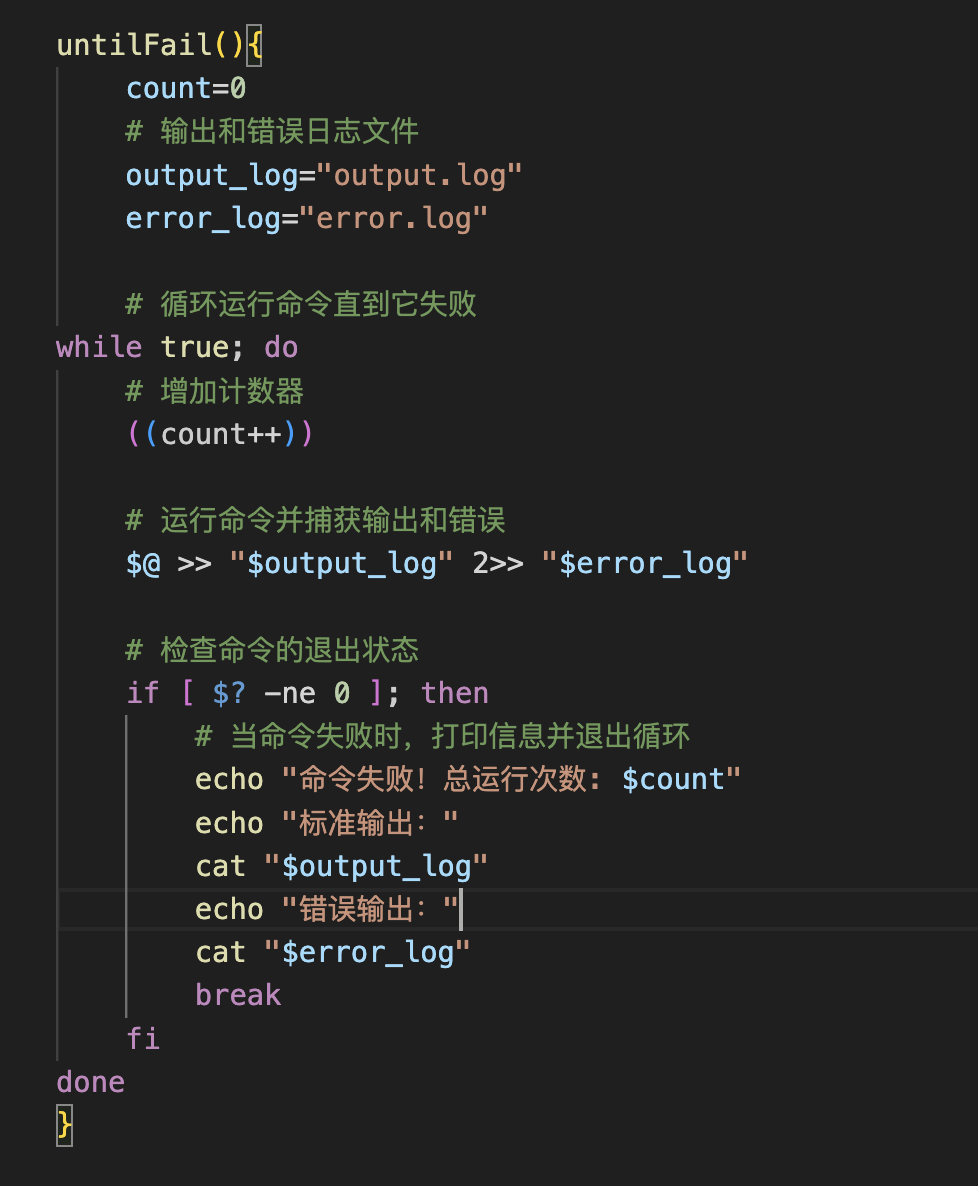 untilFail(){
    count=0
    # 输出和错误日志文件
    output_log="output.log"
    error_log="error.log"

    # 循环运行命令直到它失败
while true; do
    # 增加计数器
    ((count++))

    # 运行命令并捕获输出和错误
    $@ >> "$output_log" 2>> "$error_log"

    # 检查命令的退出状态
    if [ $? -ne 0 ]; then
        # 当命令失败时，打印信息并退出循环
        echo "命令失败！总运行次数: $count"
        echo "标准输出："
        cat "$output_log"
        echo "错误输出："
        cat "$error_log"
        break
    fi
done
}